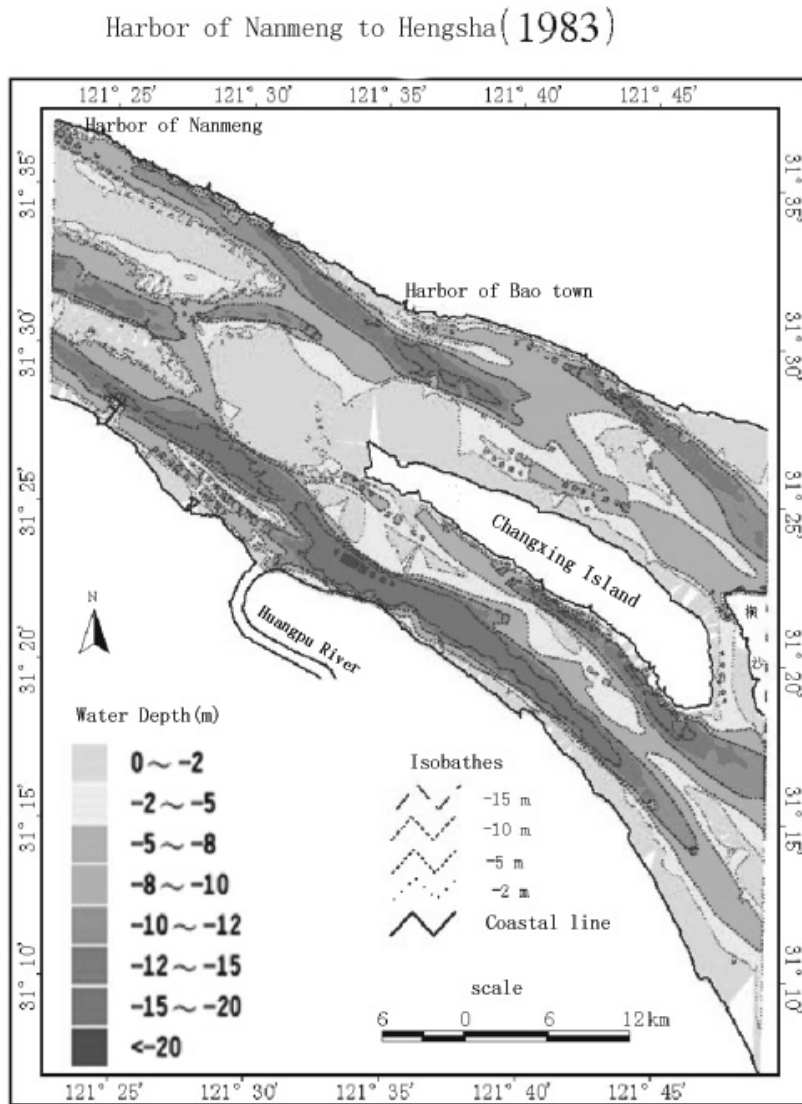 Harbor of Nanmeng to Hengsha(1983)
121° 25′ 121° 30′ 121° 35′ 121° 40′ 121° 45′
Harbor of Nanmeng
31° 35′
31° 35′
Harbor of Bao town
31° 30′
31° 30′
31° 25′
31° 25′
Changxing Island
N
Huangpu River
横
沙
31° 20′
31° 20′
Water Depth(m)
0～-2
-2～-5
-5～-8
-8～-10
-10～-12
-12～-15
-15～-20
<-20
Isobathes
-15 m
-10 m
-5 m
-2 m
Coastal line
31° 15′
31° 15′
31° 10′
31° 10′
scale
6 0 6 12km
121° 25′ 121° 30′ 121° 35′ 121° 40′ 121° 45′